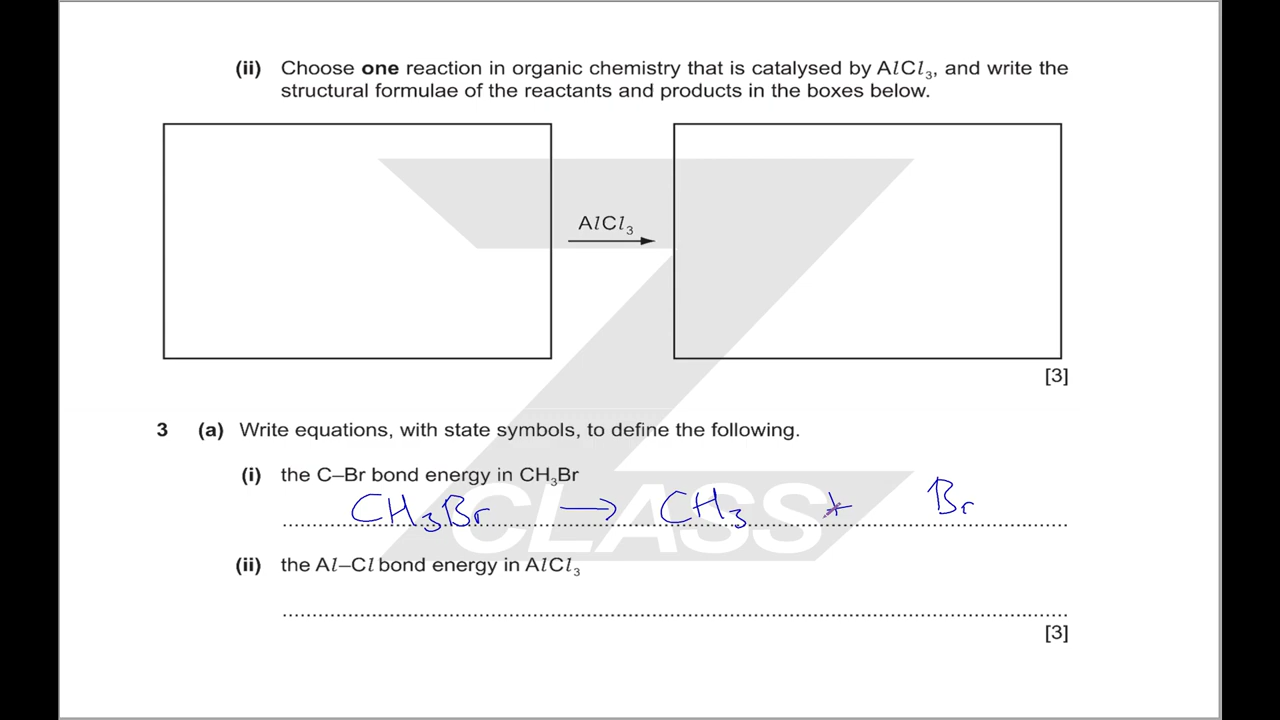 (ii) Choose one reaction in organic chemistry that is catalysed by AlCl₃, and write the
structural formulae of the reactants and products in the boxes below.
AlCl₃
[3]
3 (a) Write equations, with state symbols, to define the following.
(i) the C–Br bond energy in CH₃Br
CH₃Br → CH₃ + Br
(ii) the Al–Cl bond energy in AlCl₃
[3]
Z
CLASS